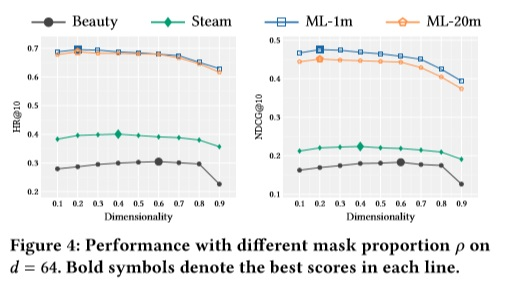 Beauty Steam ML-1m ML-20m
0.7
0.6
0.5
0.4
0.3
0.2
HR@10
0.1 0.2 0.3 0.4 0.5 0.6 0.7 0.8 0.9
Dimensionality
0.5
0.4
0.3
0.2
0.1
NDCG@10
0.1 0.2 0.3 0.4 0.5 0.6 0.7 0.8 0.9
Dimensionality
Figure 4: Performance with different mask proportion ρ on
d = 64. Bold symbols denote the best scores in each line.